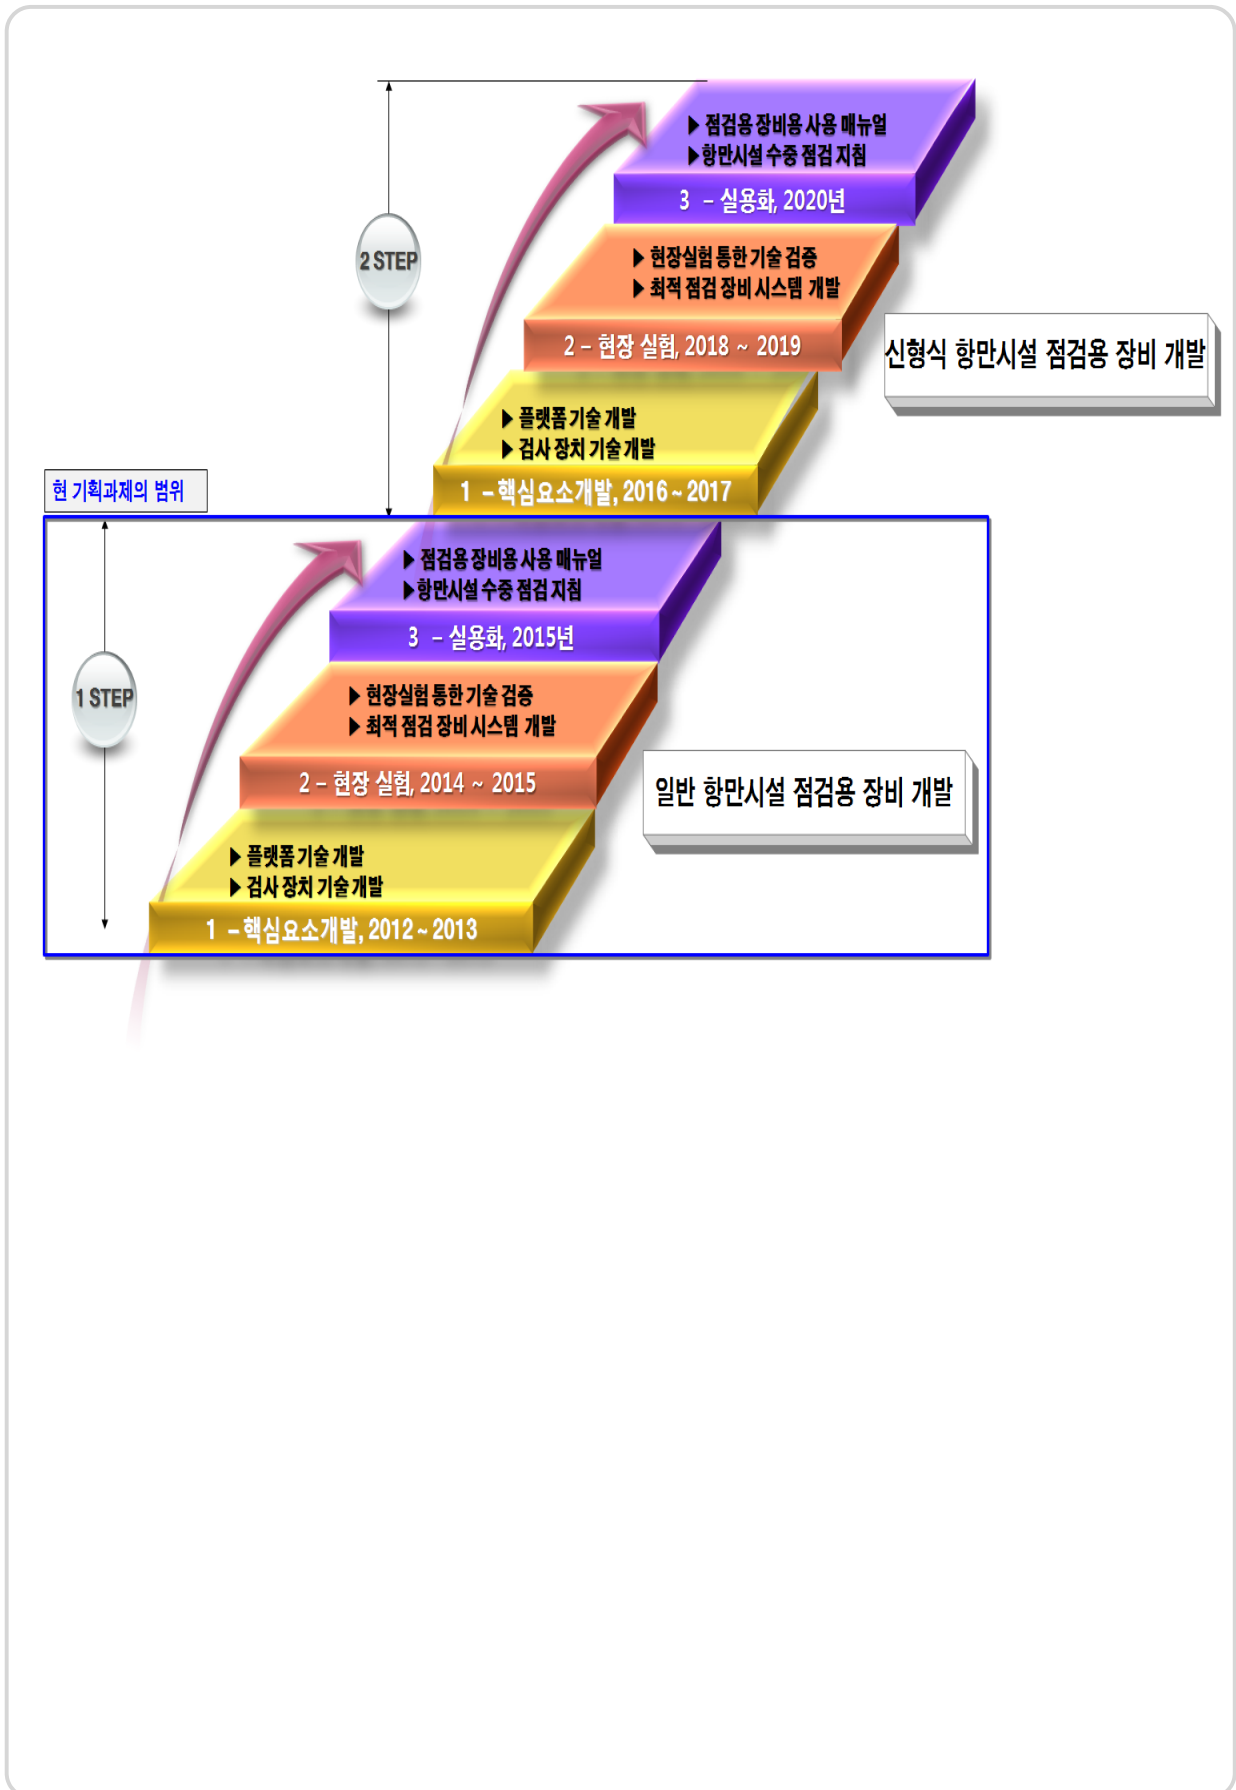 ▶ 점검용 장비용 사용 매뉴얼
▶항만시설 수중 점검 지침
3 – 실용화, 2020년
2 STEP
▶ 현장실험 통한 기술 검증
▶ 최적 점검 장비 시스템 개발
2 – 현장 실험, 2018 ~ 2019
신형식 항만시설 점검용 장비 개발
▶ 플랫폼 기술 개발
▶ 검사 장치 기술 개발
1 – 핵심요소개발, 2016 ~ 2017
현 기획과제의 범위
▶ 점검용 장비용 사용 매뉴얼
▶항만시설 수중 점검 지침
3 – 실용화, 2015년
1 STEP
▶ 현장실험 통한 기술 검증
▶ 최적 점검 장비 시스템 개발
2 – 현장 실험, 2014 ~ 2015
일반 항만시설 점검용 장비 개발
▶ 플랫폼 기술 개발
▶ 검사 장치 기술 개발
1 – 핵심요소개발, 2012 ~ 2013